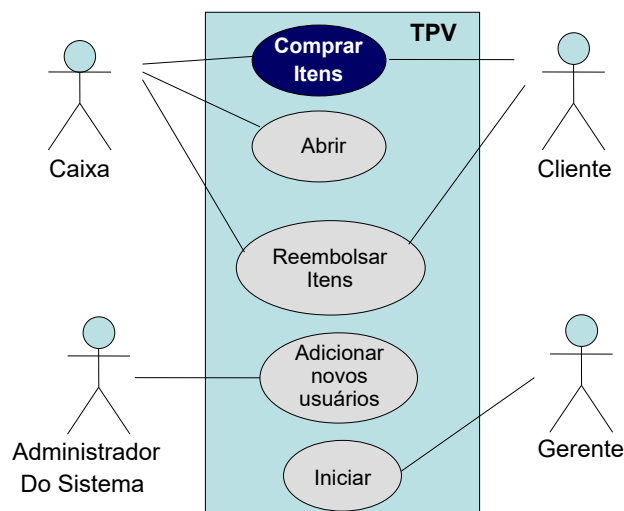 TPV
Comprar
Itens
Caixa
Abrir
Cliente
Reembolsar
Itens
Adicionar
novos
usuários
Administrador
Do Sistema
Gerente
Iniciar